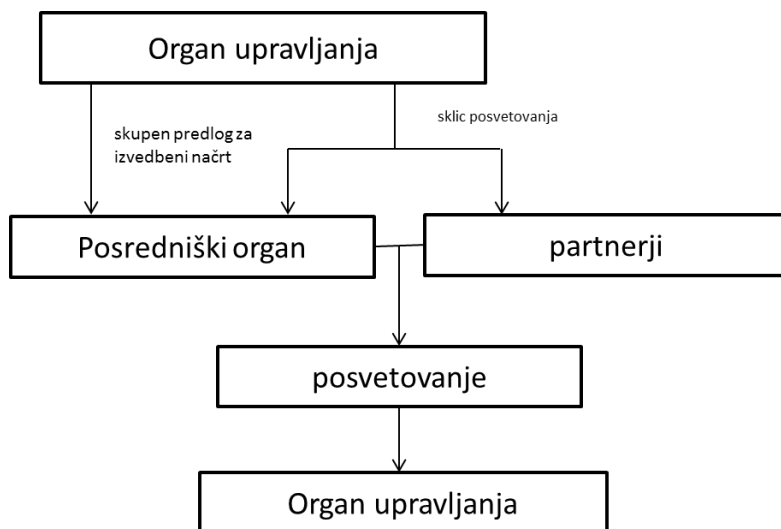 Organ upravljanja
skupen predlog za
izvedbeni načrt
sklic posvetovanja
Posredniški organ
partnerji
posvetovanje
Organ upravljanja